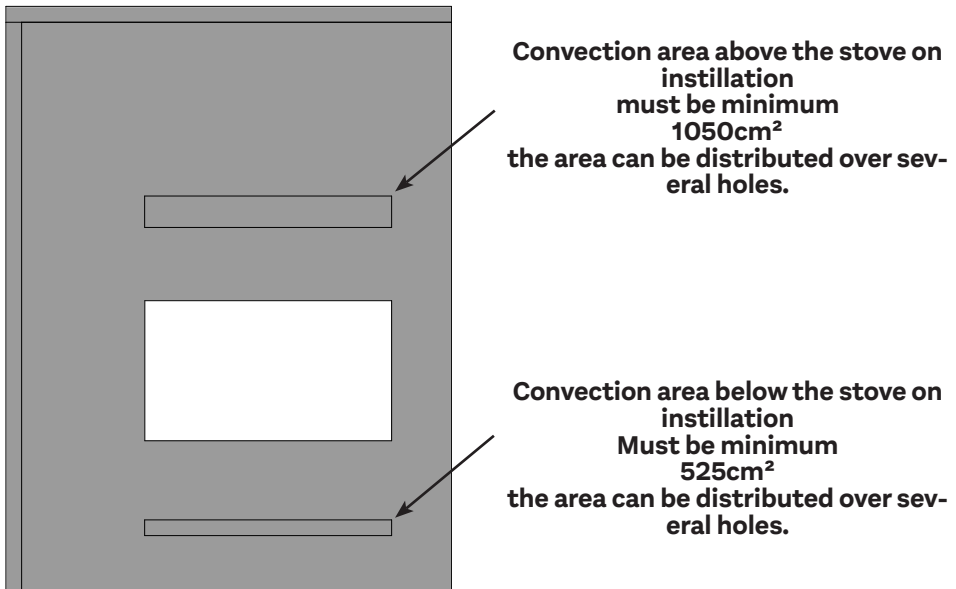 Convection area above the stove on
instillation
must be minimum
1050cm²
the area can be distributed over sev-
eral holes.
Convection area below the stove on
instillation
Must be minimum
525cm²
the area can be distributed over sev-
eral holes.